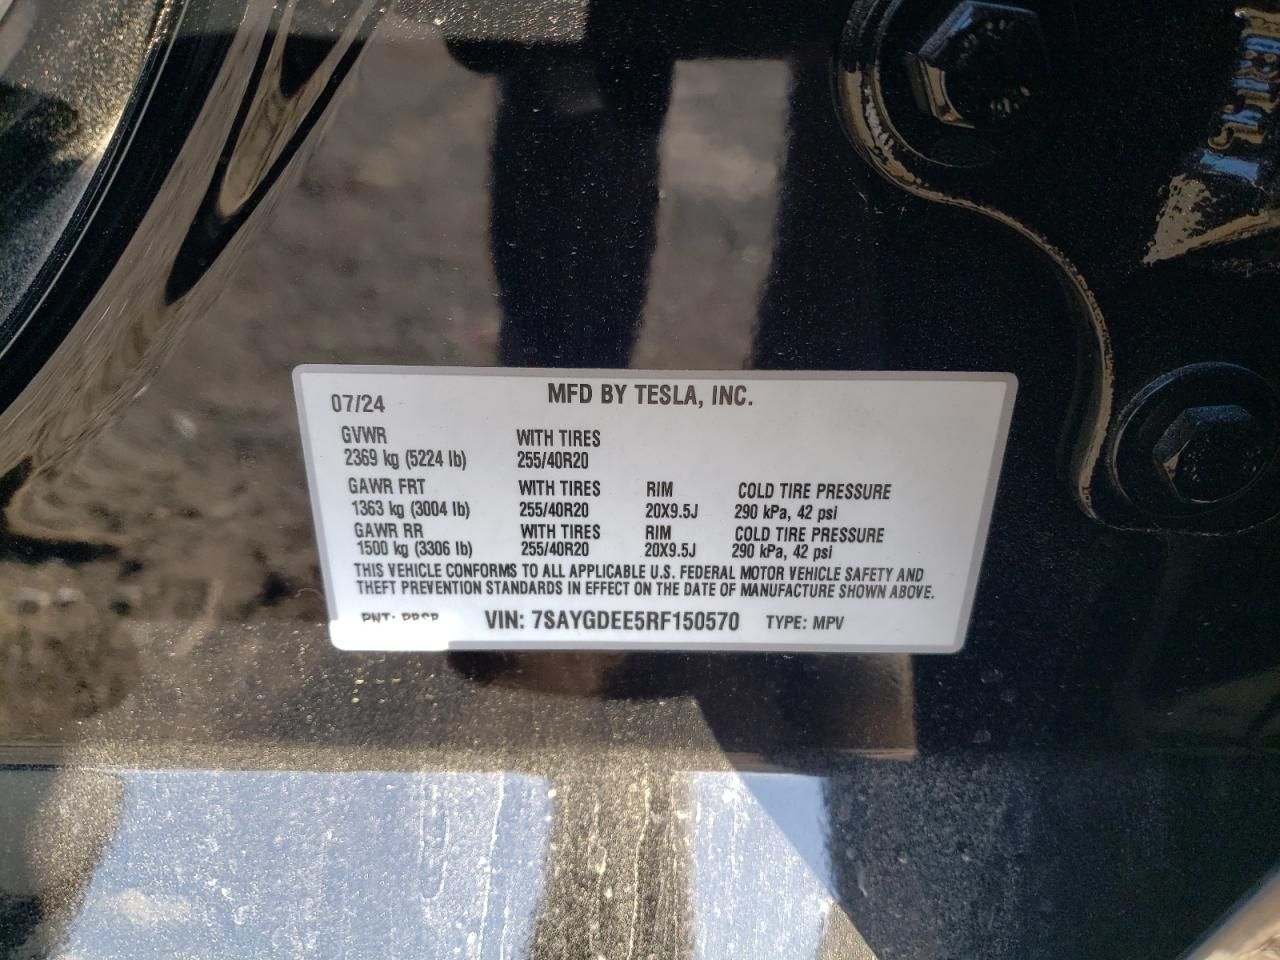 07/24 MFD BY TESLA, INC.
GVWR WITH TIRES
2369 kg (5224 lb) 255/40R20
GAWR FRT WITH TIRES RIM COLD TIRE PRESSURE
1363 kg (3004 lb) 255/40R20 20X9.5J 290 kPa, 42 psi
GAWR RR WITH TIRES RIM COLD TIRE PRESSURE
1500 kg (3306 lb) 255/40R20 20X9.5J 290 kPa, 42 psi
THIS VEHICLE CONFORMS TO ALL APPLICABLE U.S. FEDERAL MOTOR VEHICLE SAFETY AND
THEFT PREVENTION STANDARDS IN EFFECT ON THE DATE OF MANUFACTURE SHOWN ABOVE.
PNT: VIN: 7SAYGDEE5RF150570 TYPE: MPV